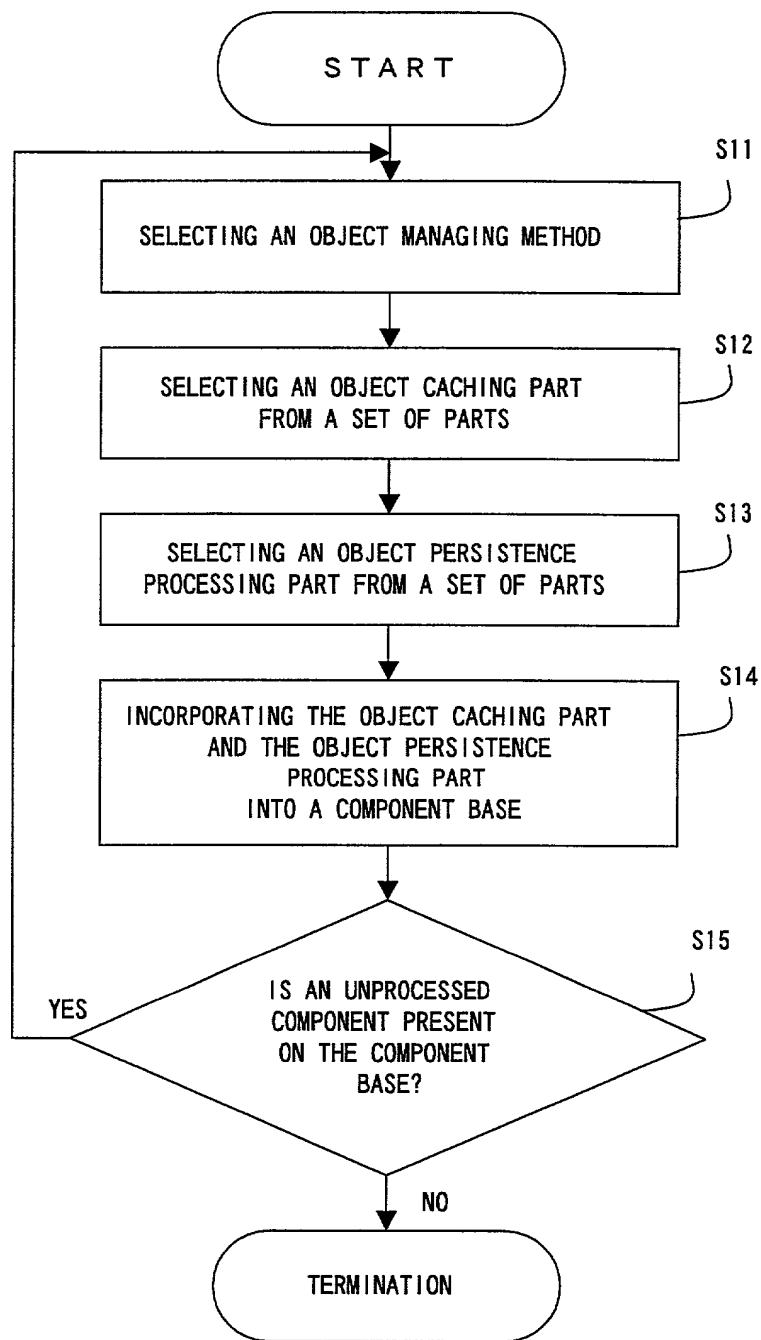 START
S11
SELECTING AN OBJECT MANAGING METHOD
S12
SELECTING AN OBJECT CACHING PART
FROM A SET OF PARTS
S13
SELECTING AN OBJECT PERSISTENCE
PROCESSING PART FROM A SET OF PARTS
S14
INCORPORATING THE OBJECT CACHING PART
AND THE OBJECT PERSISTENCE
PROCESSING PART
INTO A COMPONENT BASE
S15
IS AN UNPROCESSED
COMPONENT PRESENT
ON THE COMPONENT
BASE?
YES
NO
TERMINATION